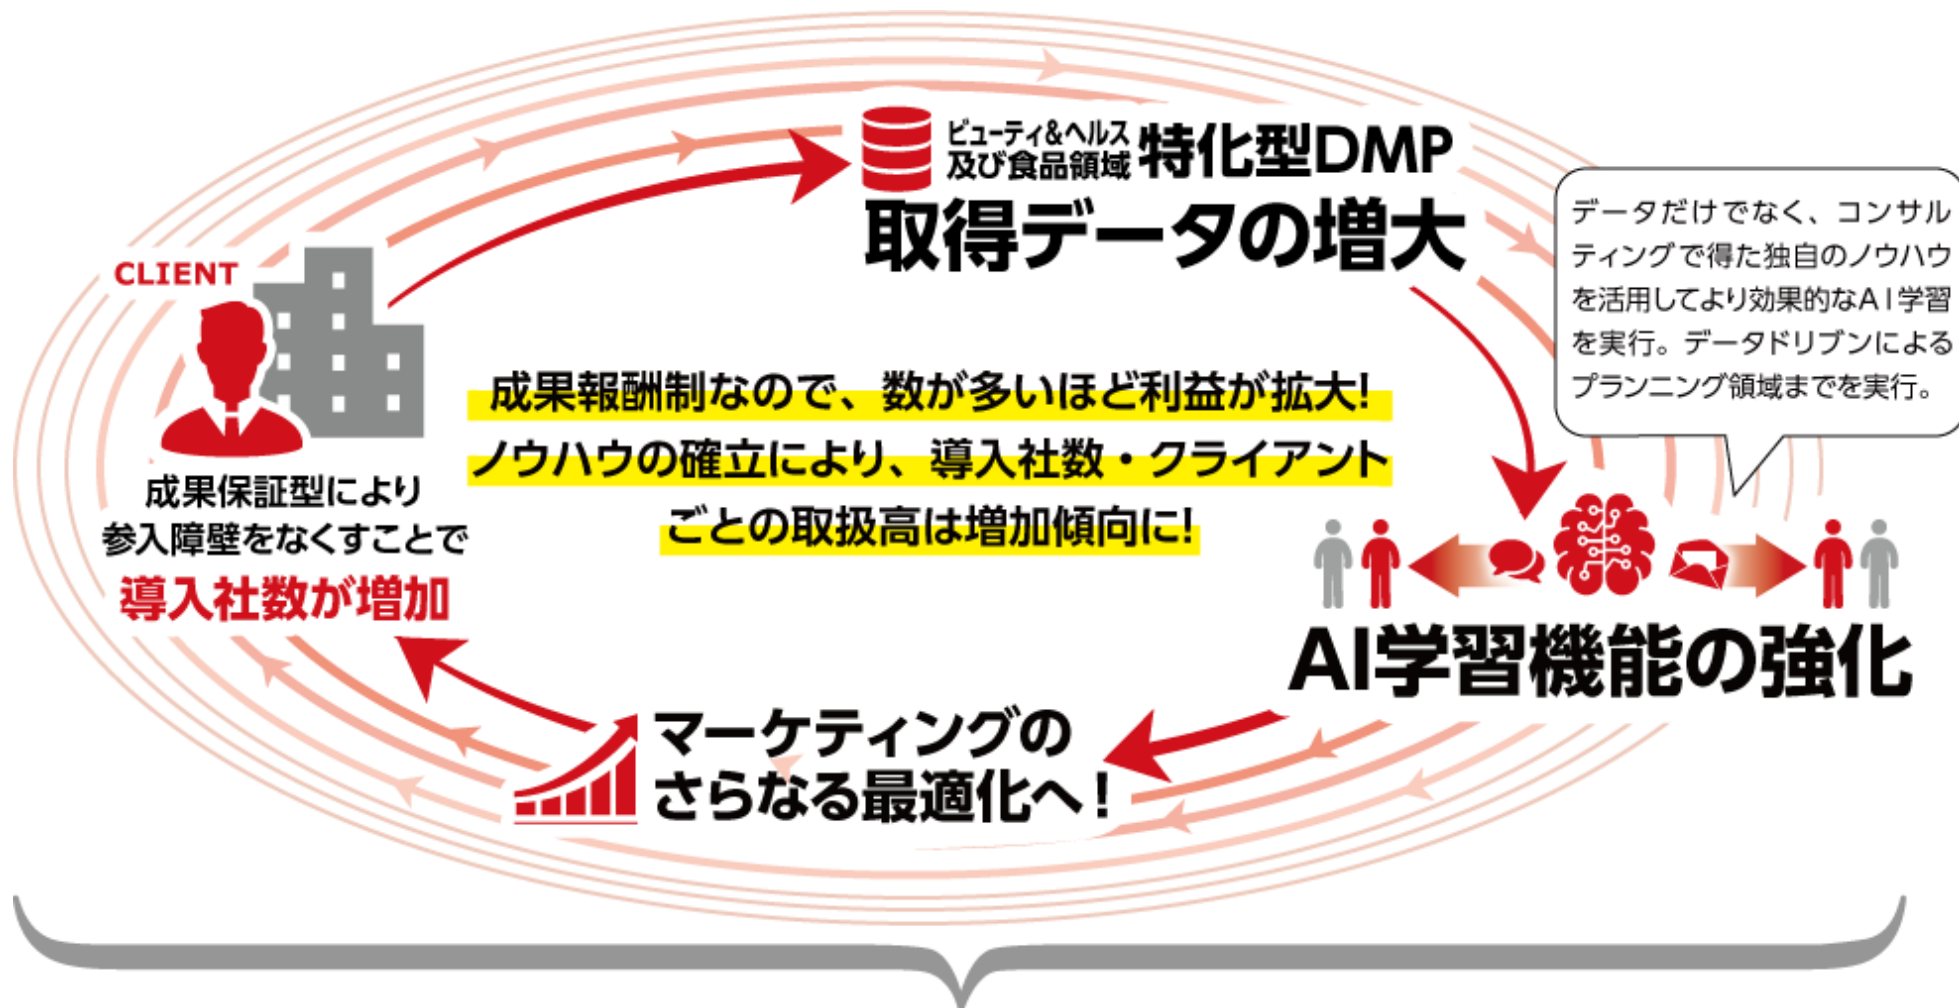 ビューティ&ヘルス
及び食品領域
特化型DMP
取得データの増大
データだけでなく、コンサル
ティングで得た独自のノウハウ
を活用してより効果的なAI学習
を実行。データドリブンによる
プランニング領域までを実行。
CLIENT
成果保証型により
参入障壁をなくすことで
導入社数が増加
成果報酬制なので、数が多いほど利益が拡大!
ノウハウの確立により、導入社数・クライアント
ごとの取扱高は増加傾向に!
AI学習機能の強化
マーケティングの
さらなる最適化へ!